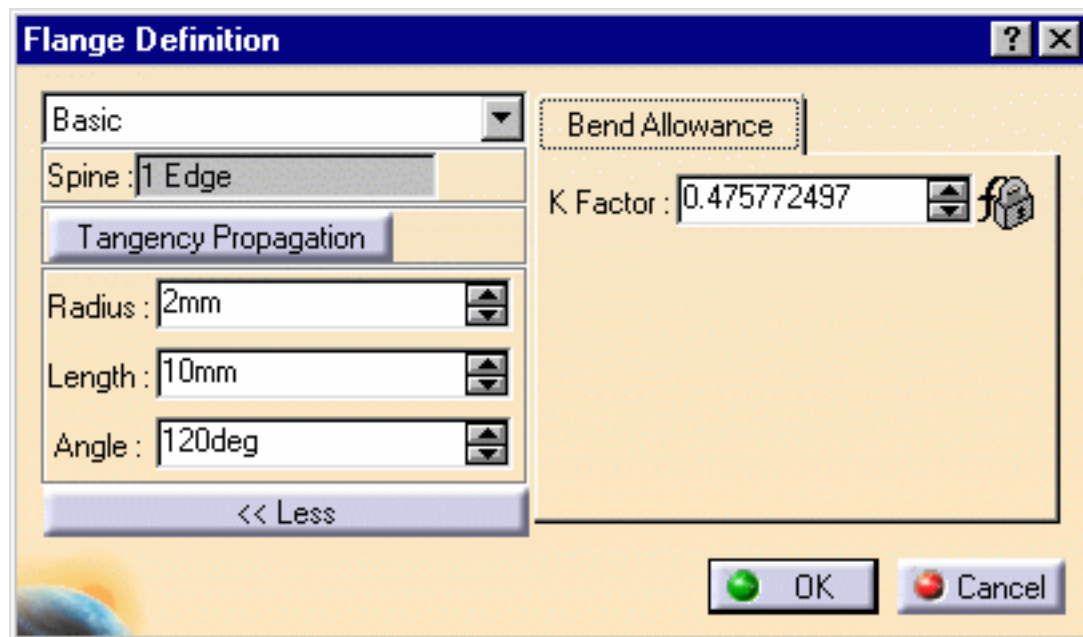 Flange Definition
Basic
Spine : 1 Edge
Tangency Propagation
Radius : 2mm
Length : 10mm
Angle : 120deg
<< Less
Bend Allowance
K Factor : 0.475772497
OK
Cancel